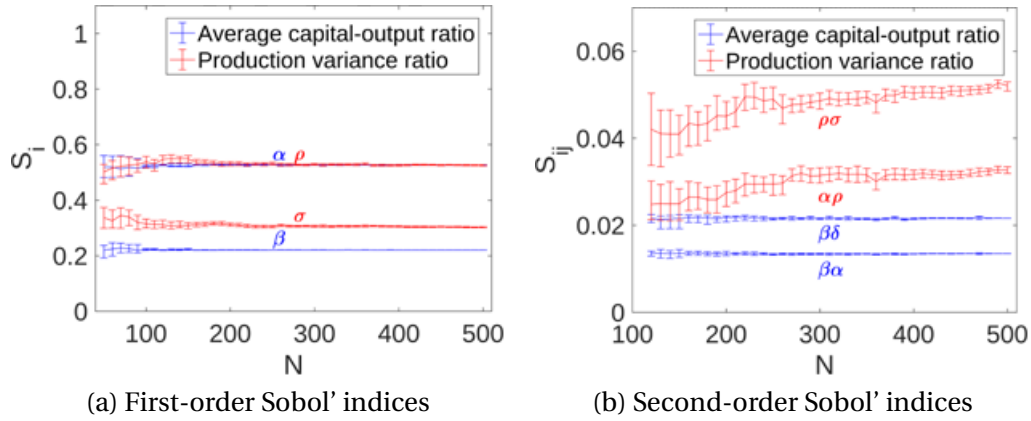 1
0.8
0.6
0.4
0.2
0
S_i
100 200 300 400 500
N
Average capital-output ratio
Production variance ratio
α ρ
σ
β
(a) First-order Sobol’ indices
0.06
0.04
0.02
0
S_ij
100 200 300 400 500
N
Average capital-output ratio
Production variance ratio
ρσ
αρ
βδ
βα
(b) Second-order Sobol’ indices